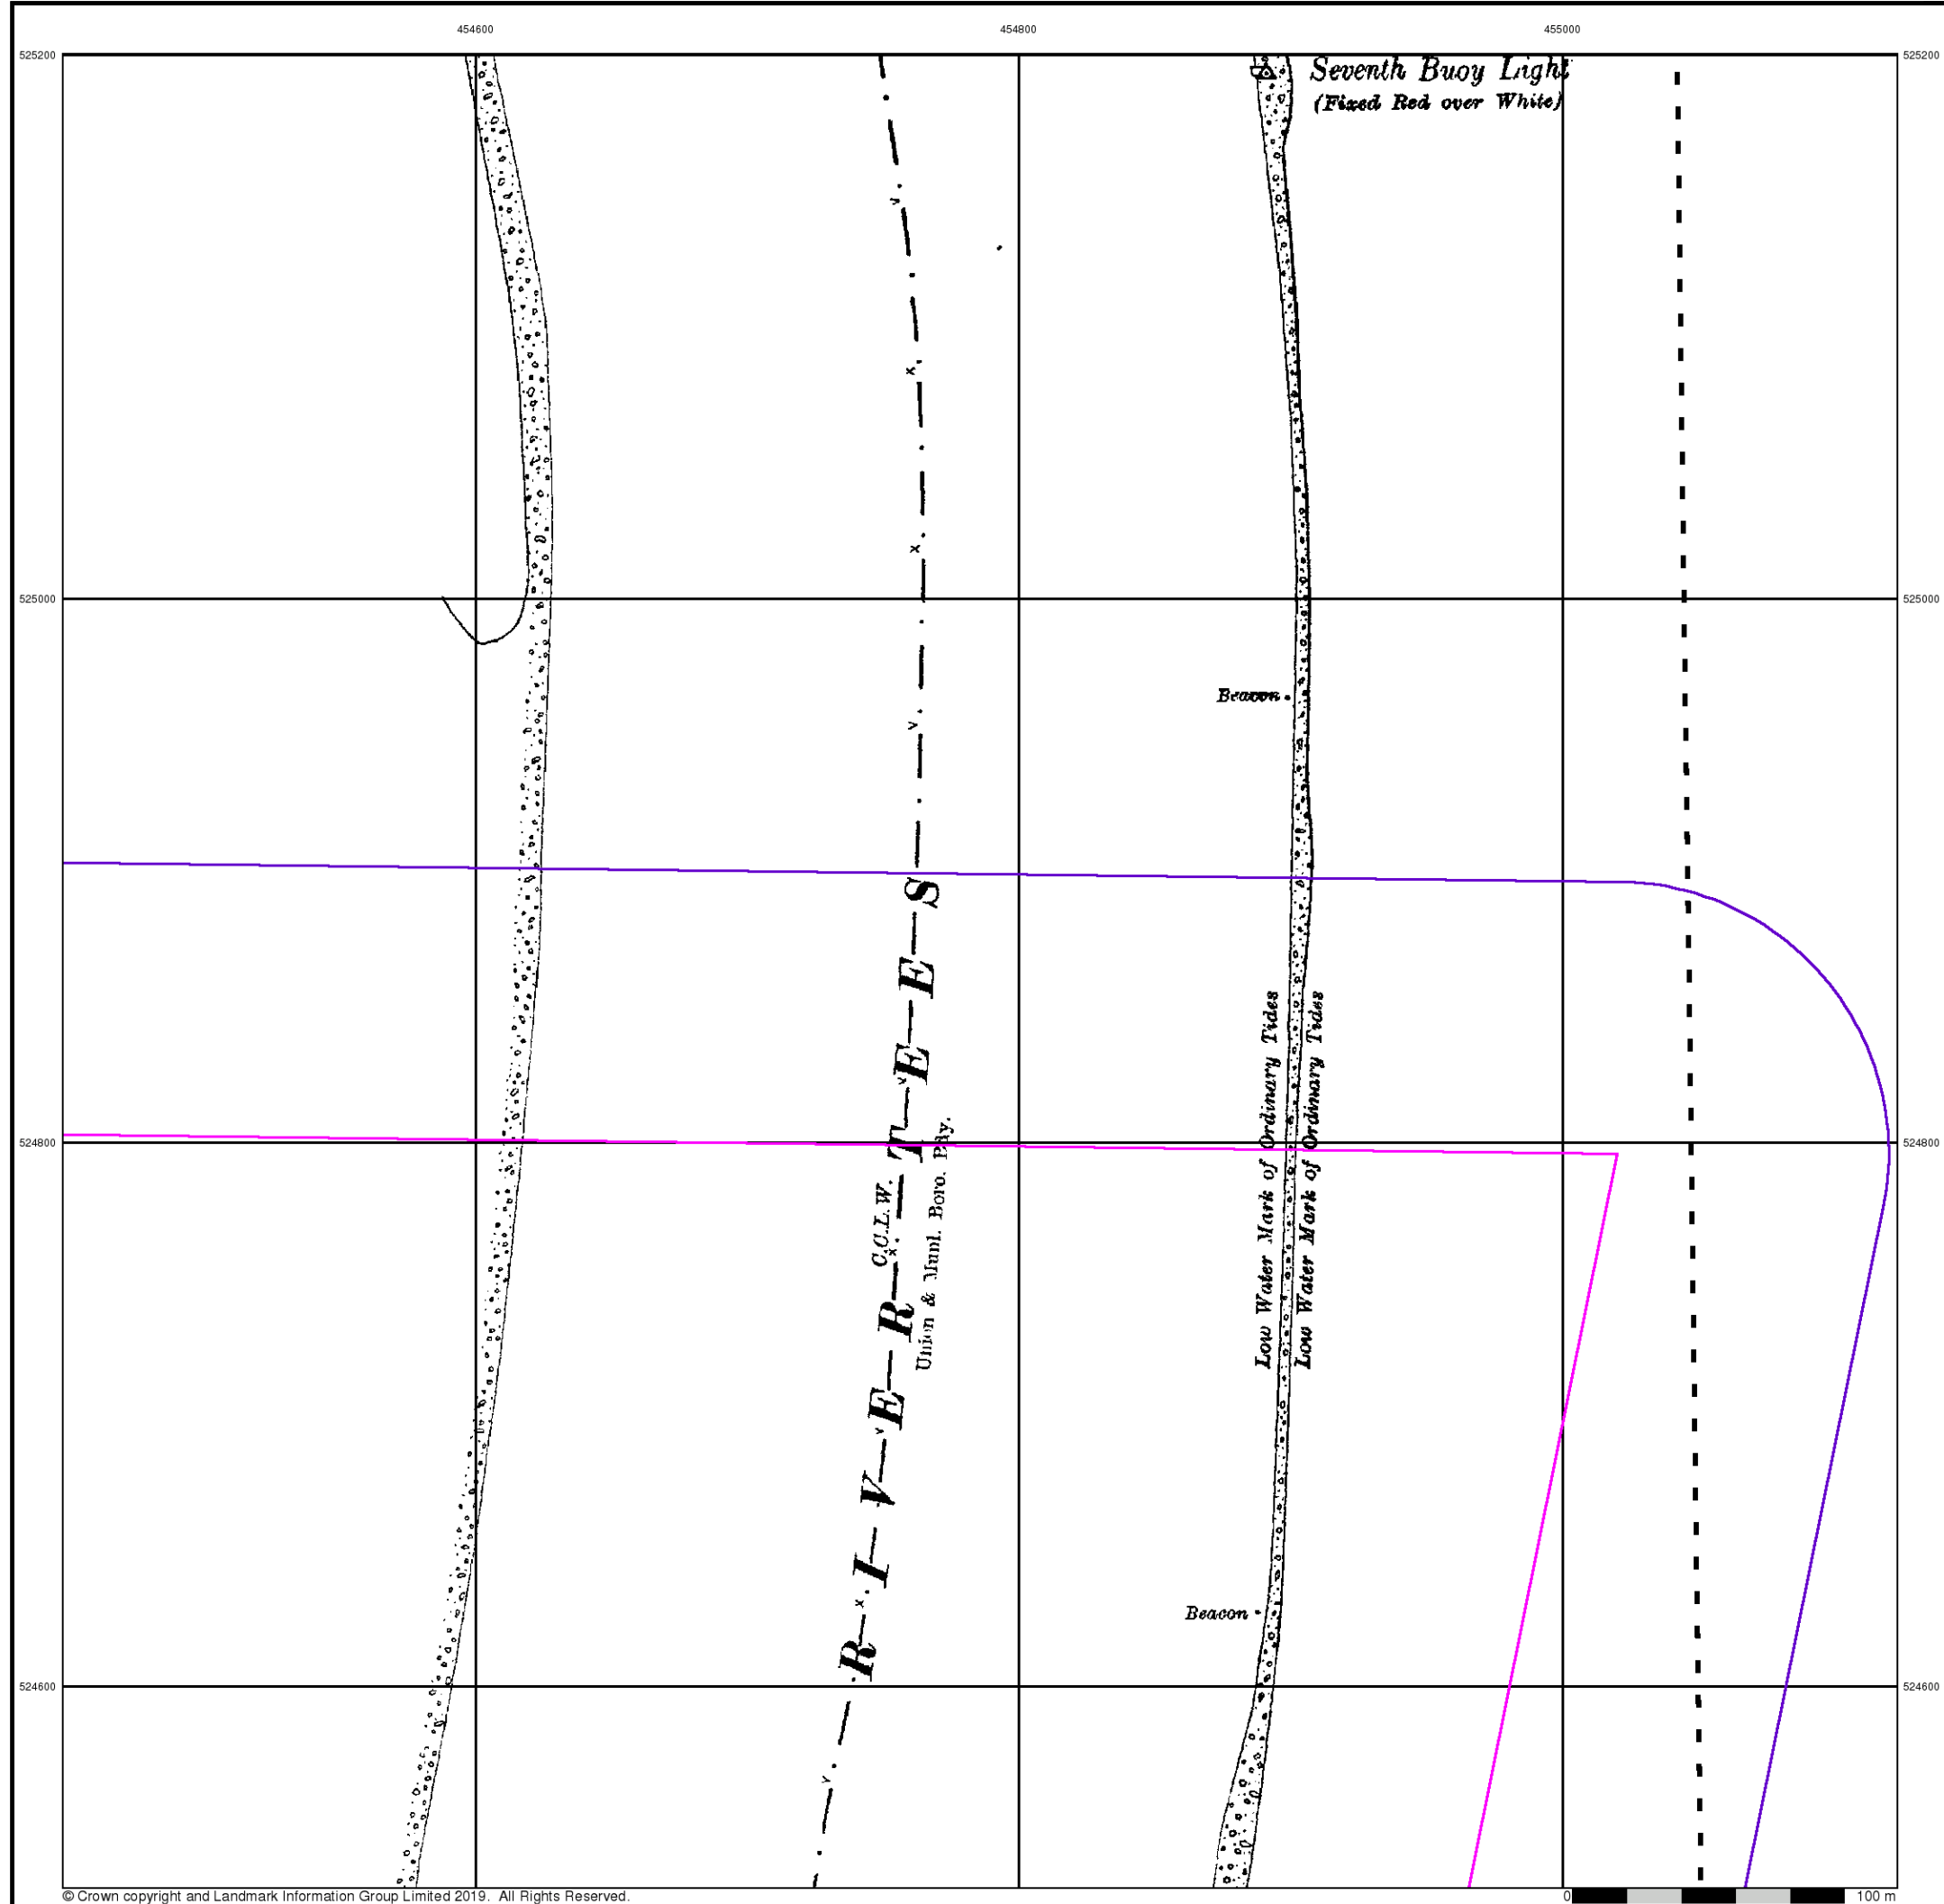 454600 454800 455000
525200 525200
Seventh Buoy Light
(Fixed Red over White)
525000 525000
Beacon
RIVER TEES
C.C.L.W.
Union & Munl. Boro. Bdy.
Low Water Mark of Ordinary Tides
Low Water Mark of Ordinary Tides
524800 524800
Beacon
524600 524600
© Crown copyright and Landmark Information Group Limited 2019. All Rights Reserved.
0 100 m